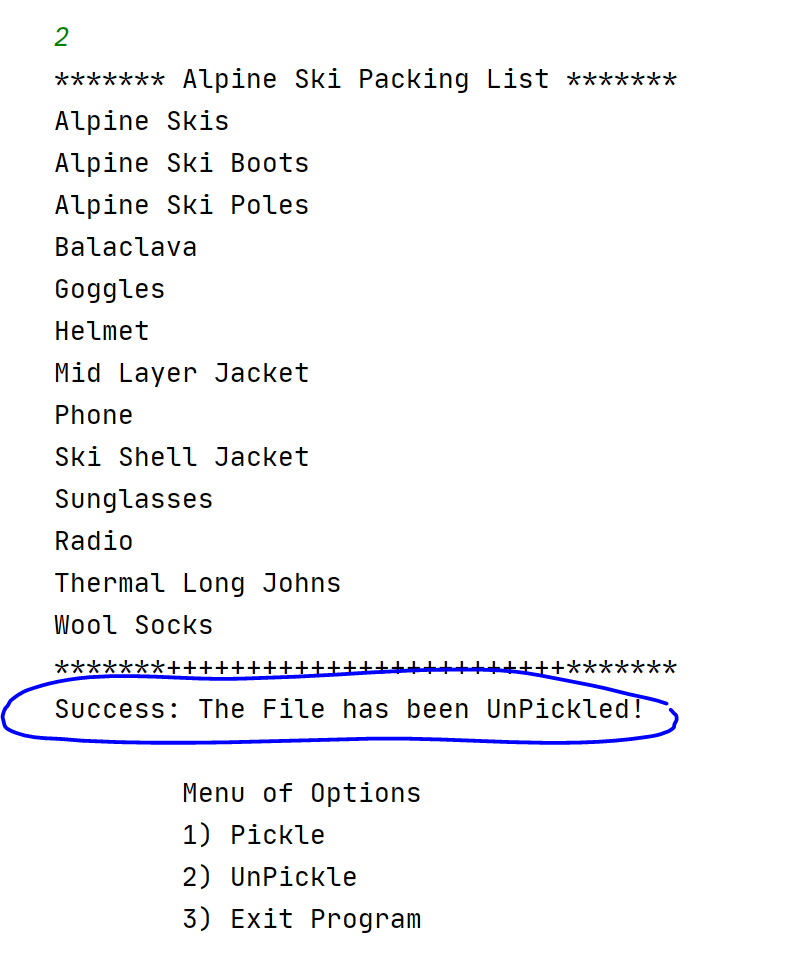 2
******* Alpine Ski Packing List *******
Alpine Skis
Alpine Ski Boots
Alpine Ski Poles
Balaclava
Goggles
Helmet
Mid Layer Jacket
Phone
Ski Shell Jacket
Sunglasses
Radio
Thermal Long Johns
Wool Socks
*******+++++++++++++++++++++++++*******
Success: The File has been UnPickled!
Menu of Options
1) Pickle
2) UnPickle
3) Exit Program